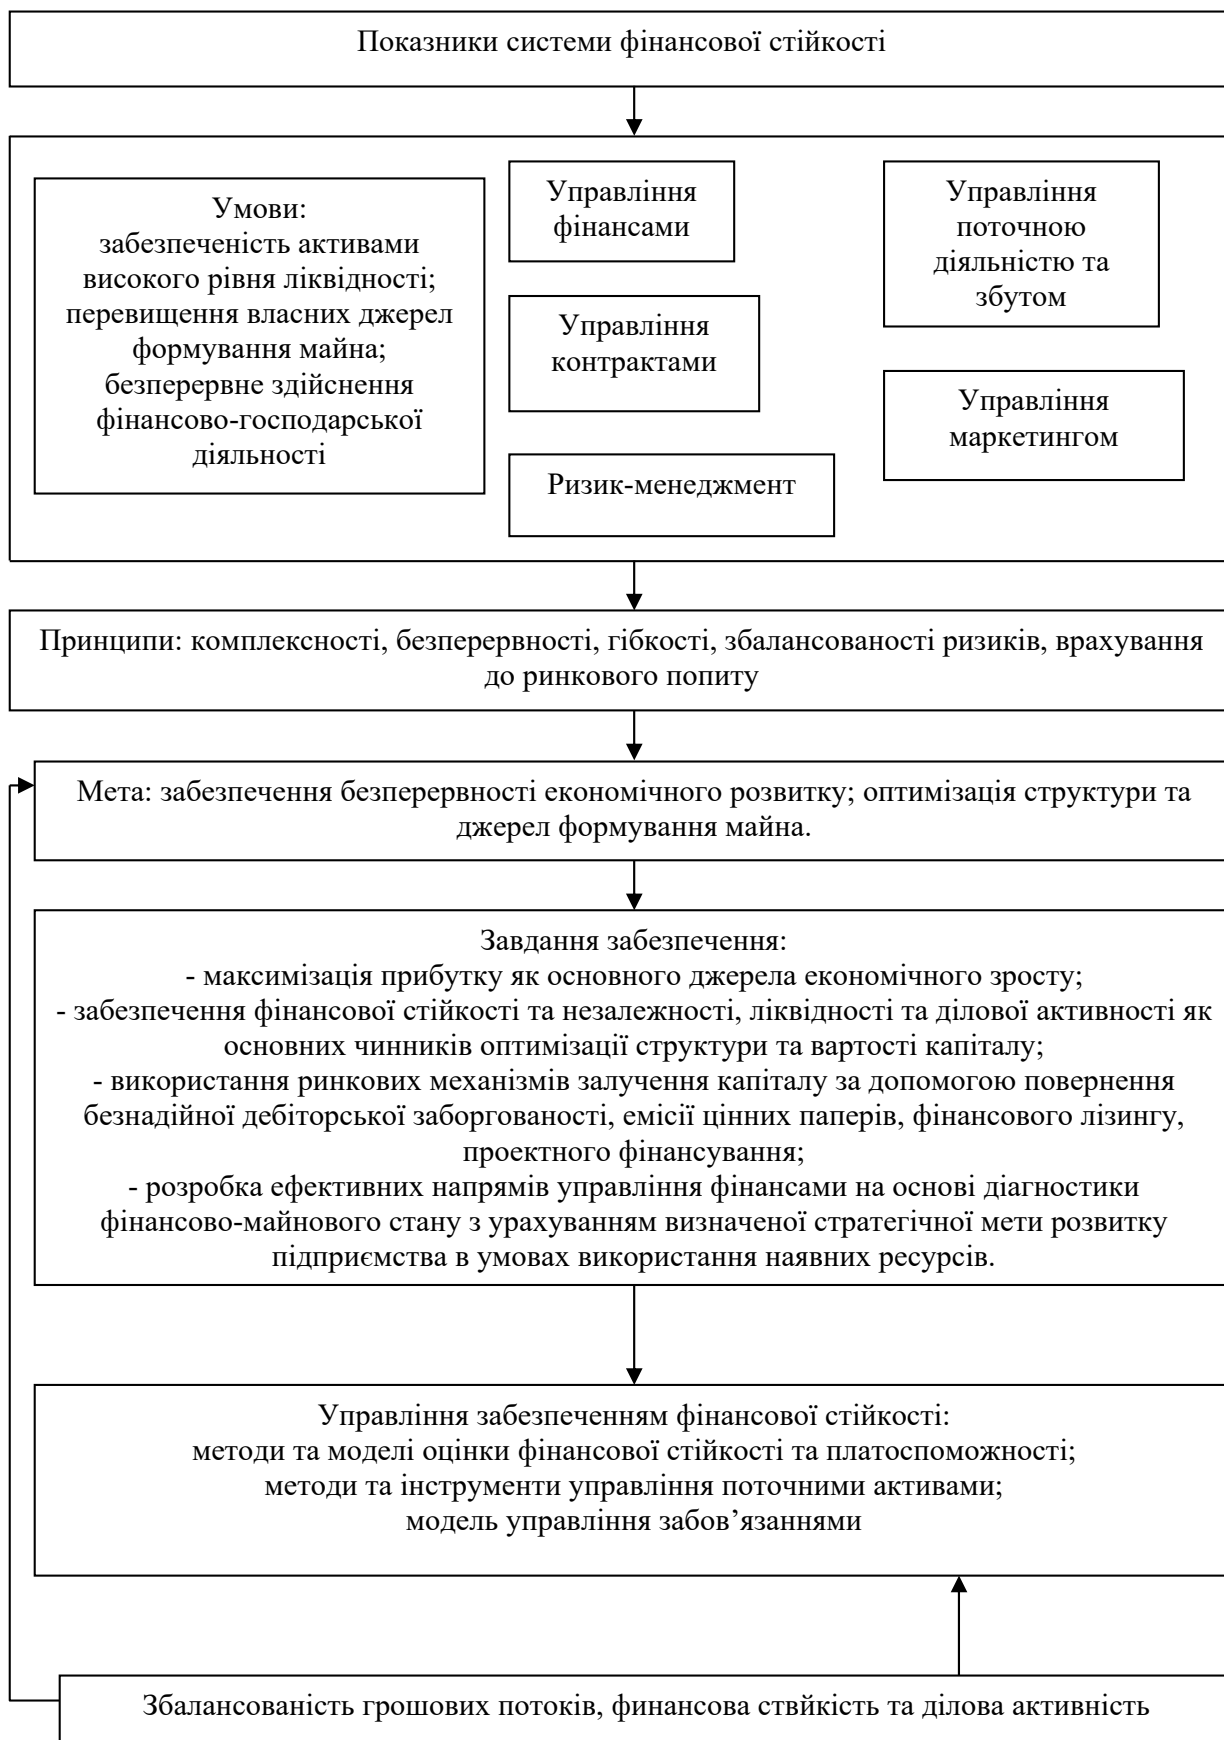 Показники системи фінансової стійкості
Умови:
забезпеченість активами
високого рівня ліквідності;
перевищення власних джерел
формування майна;
безперервне здійснення
фінансово-господарської
діяльності
Управління
фінансами
Управління
контрактами
Ризик-менеджмент
Управління
поточною
діяльністю та
збутом
Управління
маркетингом
Принципи: комплексності, безперервності, гібкості, збалансованості ризиків, врахування
до ринкового попиту
Мета: забезпечення безперервності економічного розвитку; оптимізація структури та
джерел формування майна.
Завдання забезпечення:
- максимізація прибутку як основного джерела економічного зросту;
- забезпечення фінансової стійкості та незалежності, ліквідності та ділової активності як
основних чинників оптимізації структури та вартості капіталу;
- використання ринкових механізмів залучення капіталу за допомогою повернення
безнадійної дебіторської заборгованості, емісії цінних паперів, фінансового лізингу,
проектного фінансування;
- розробка ефективних напрямів управління фінансами на основі діагностики
фінансово-майнового стану з урахуванням визначеної стратегічної мети розвитку
підприємства в умовах використання наявних ресурсів.
Управління забезпеченням фінансової стійкості:
методи та моделі оцінки фінансової стійкості та платоспоможності;
методи та інструменти управління поточними активами;
модель управління забов’язаннями
Збалансованість грошових потоків, финансова ствйкість та ділова активність